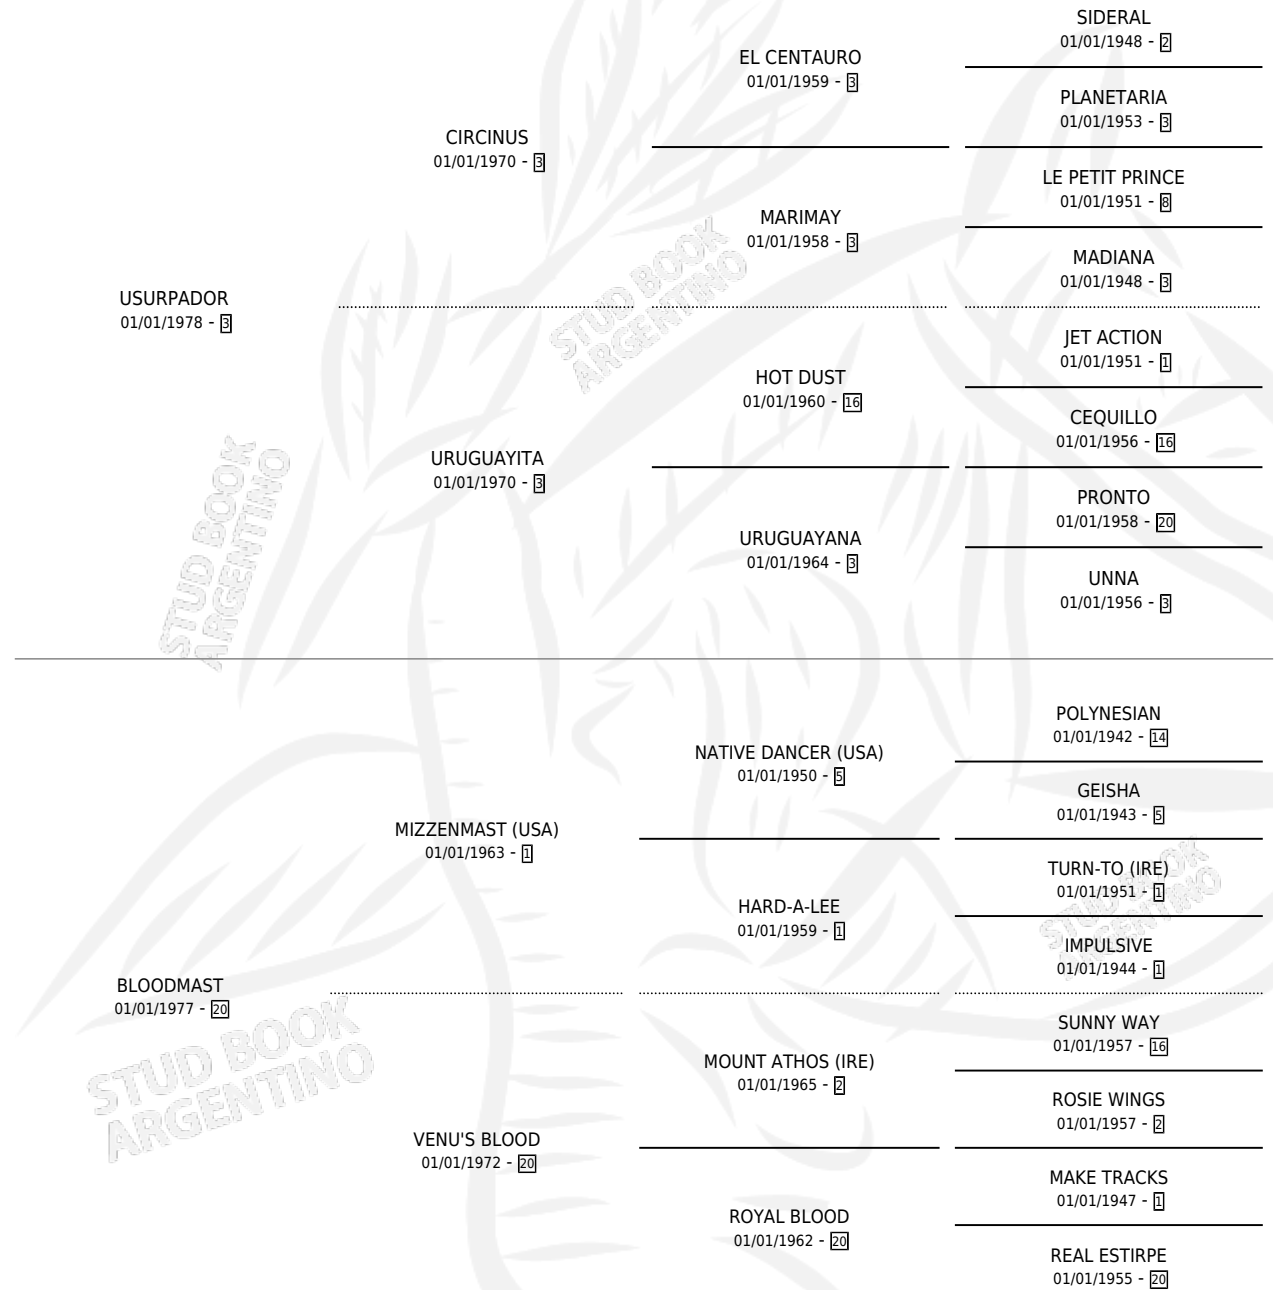 SIDERAL
01/01/1948 - 2
EL CENTAURO
01/01/1959 - 3
PLANETARIA
01/01/1953 - 3
CIRCINUS
01/01/1970 - 3
LE PETIT PRINCE
01/01/1951 - 8
MARIMAY
01/01/1958 - 3
MADIANA
01/01/1948 - 3
USURPADOR
01/01/1978 - 3
JET ACTION
01/01/1951 - 1
HOT DUST
01/01/1960 - 16
CEQUILLO
01/01/1956 - 16
URUGUAYITA
01/01/1970 - 3
PRONTO
01/01/1958 - 20
URUGUAYANA
01/01/1964 - 3
UNNA
01/01/1956 - 3
STUD BOOK
ARGENTINO
STUD BOOK
ARGENTINO
POLYNESIAN
01/01/1942 - 14
NATIVE DANCER (USA)
01/01/1950 - 5
GEISHA
01/01/1943 - 5
MIZZENMAST (USA)
01/01/1963 - 1
TURN-TO (IRE)
01/01/1951 - 1
HARD-A-LEE
01/01/1959 - 1
IMPULSIVE
01/01/1944 - 1
STUD BOOK
ARGENTINO
BLOODMAST
01/01/1977 - 20
SUNNY WAY
01/01/1957 - 16
MOUNT ATHOS (IRE)
01/01/1965 - 2
ROSIE WINGS
01/01/1957 - 2
STUD BOOK
ARGENTINO
VENU'S BLOOD
01/01/1972 - 20
MAKE TRACKS
01/01/1947 - 1
ROYAL BLOOD
01/01/1962 - 20
REAL ESTIRPE
01/01/1955 - 20